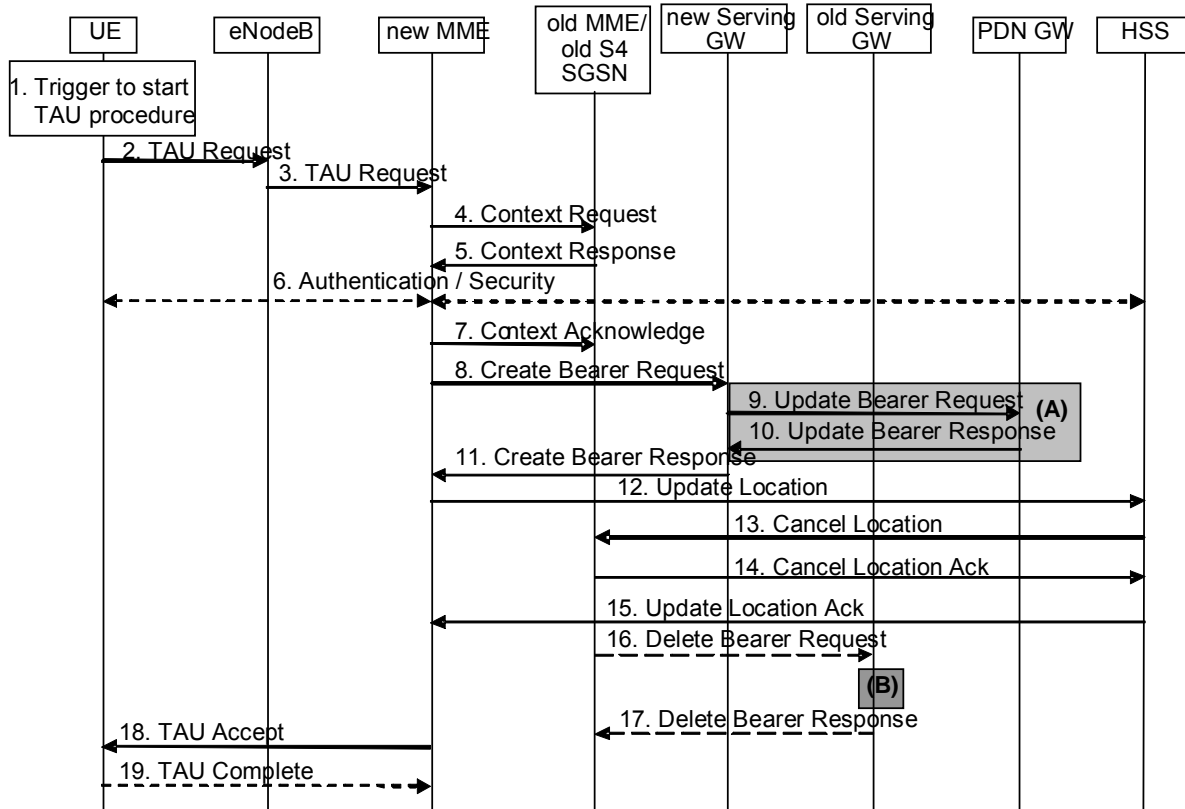 UE
eNodeB
new MME
old MME/
old S4
SGSN
new Serving
GW
old Serving
GW
PDN GW
HSS
1. Trigger to start
TAU procedure
2. TAU Request
3. TAU Request
4. Context Request
5. Context Response
6. Authentication / Security
7. Context Acknowledge
8. Create Bearer Request
9. Update Bearer Request
(A)
10. Update Bearer Response
11. Create Bearer Response
12. Update Location
13. Cancel Location
14. Cancel Location Ack
15. Update Location Ack
16. Delete Bearer Request
(B)
17. Delete Bearer Response
18. TAU Accept
19. TAU Complete